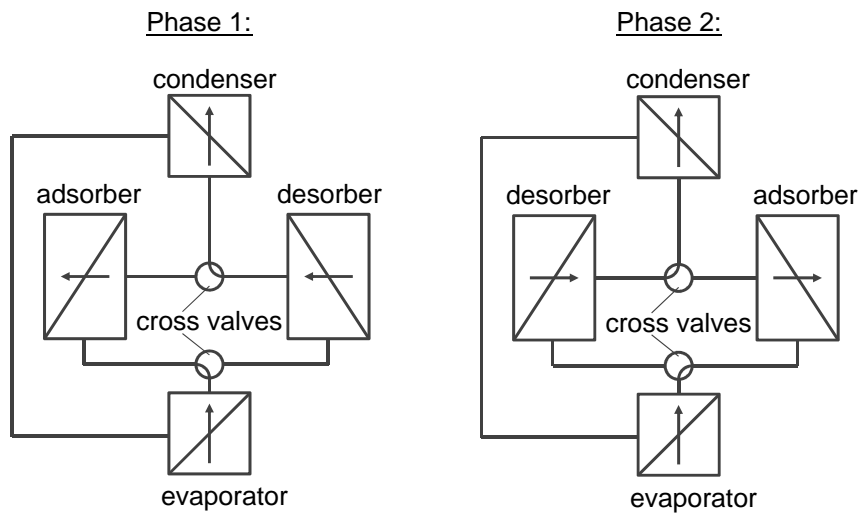 Phase 1:
condenser
adsorber
desorber
cross valves
evaporator
Phase 2:
condenser
desorber
adsorber
cross valves
evaporator